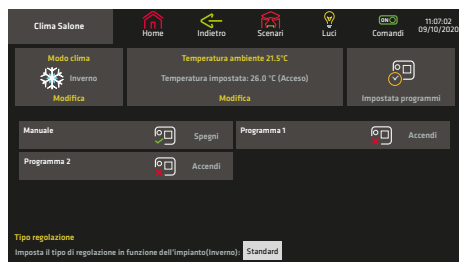 Clima Salone
Home
Indietro
Scenari
Luci
ON
Comandi
11:07:02
09/10/2020
Modo clima
Inverno
Modifica
Temperatura ambiente 21.5°C
Temperatura impostata: 26.0 °C (Acceso)
Modifica
Impostata programmi
Manuale
Spegni
Programma 1
Accendi
Programma 2
Accendi
Tipo regolazione
Imposta il tipo di regolazione in funzione dell'impianto(Inverno): Standard